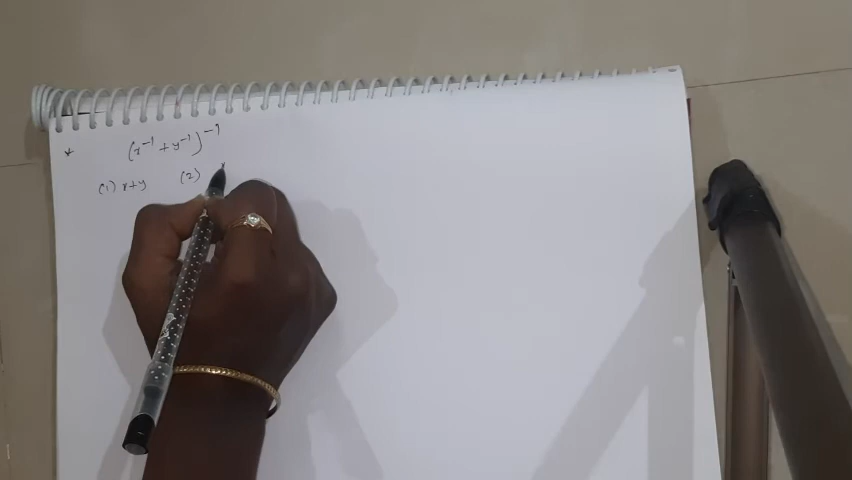 * (x⁻¹ + y⁻¹)⁻¹
(1) x+y (2)